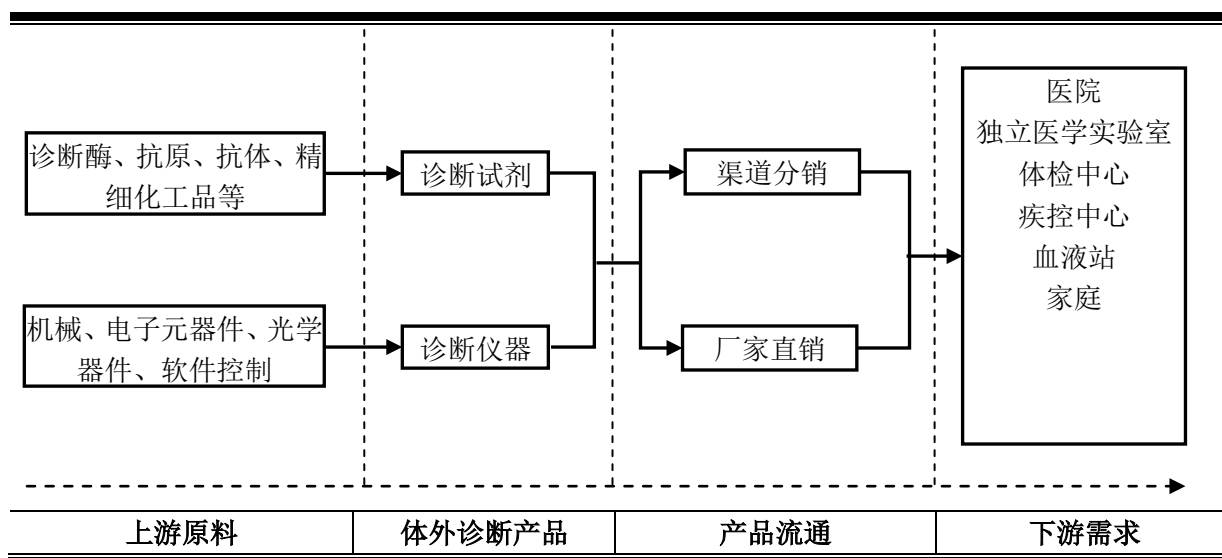 诊断酶、抗原、抗体、精
细化工品等
机械、电子元器件、光学
器件、软件控制
诊断试剂
诊断仪器
渠道分销
厂家直销
医院
独立医学实验室
体检中心
疾控中心
血液站
家庭
上游原料
体外诊断产品
产品流通
下游需求